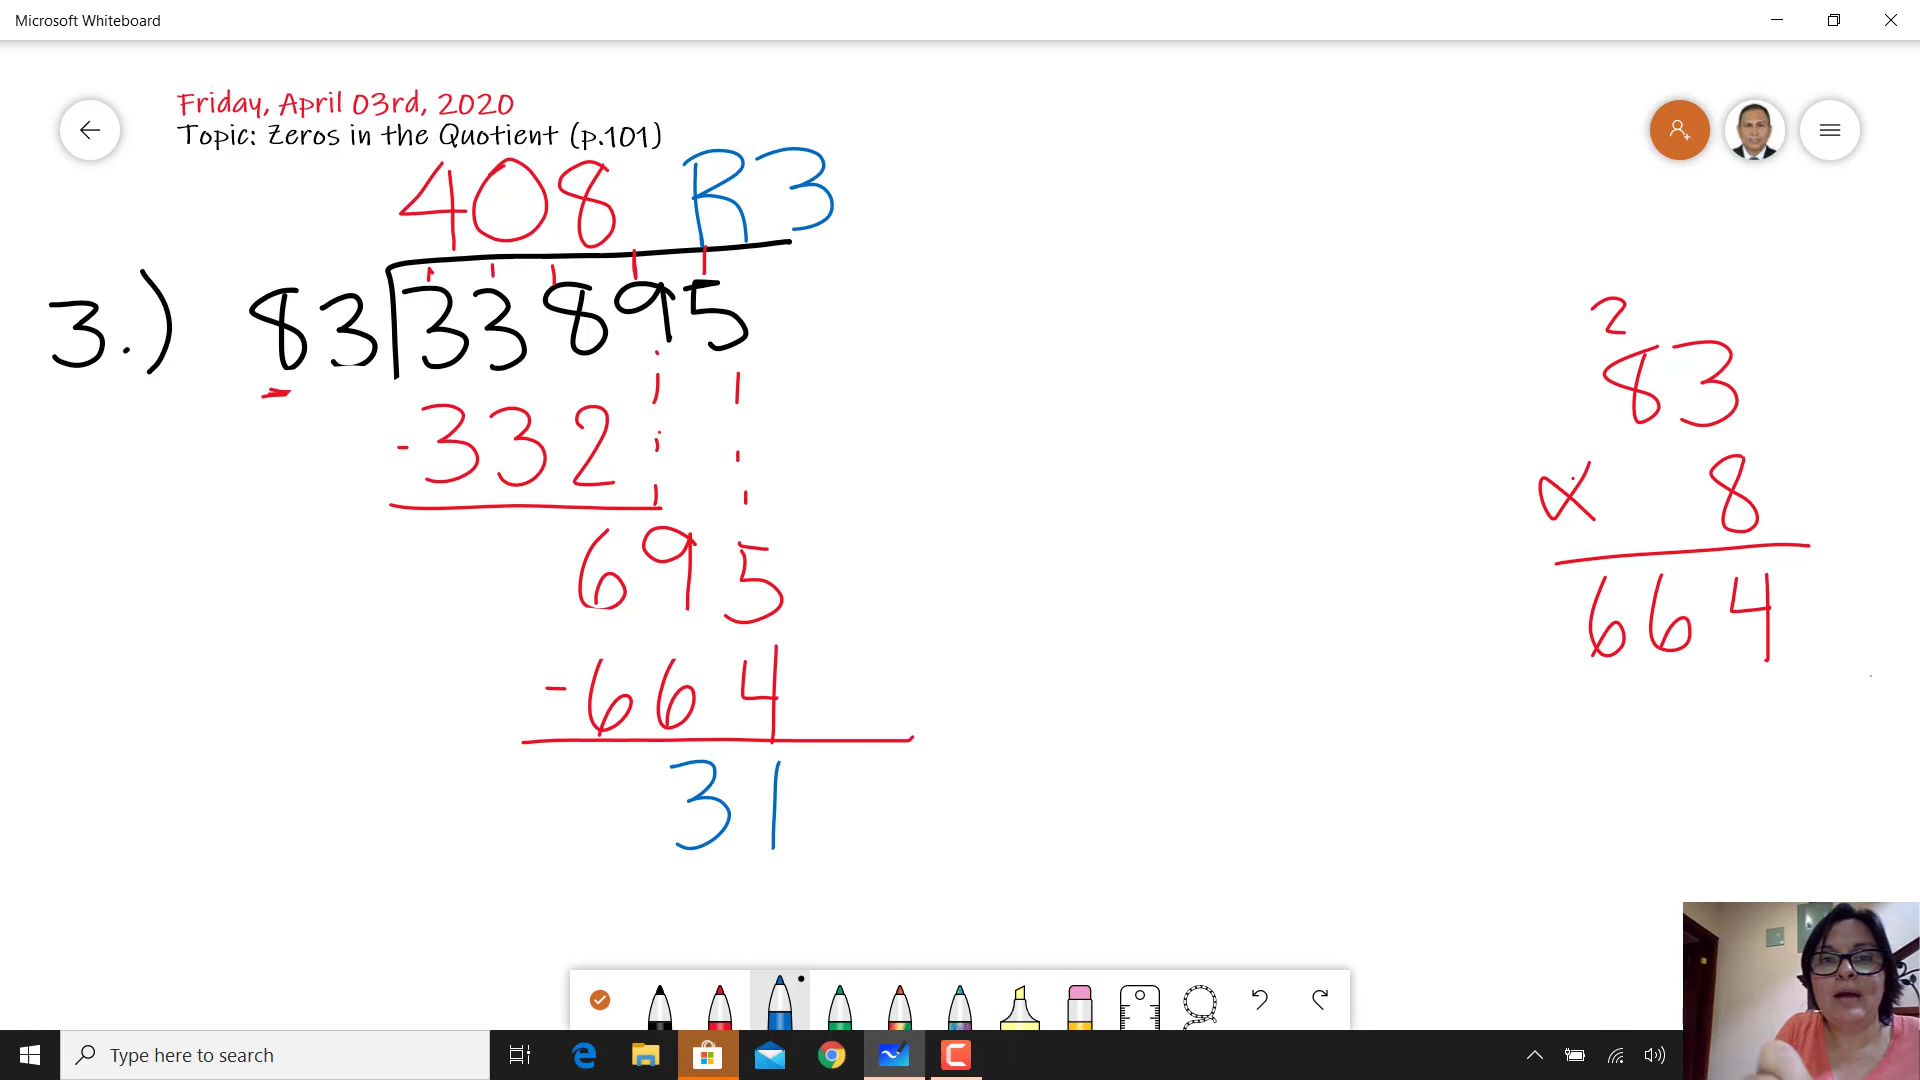 Microsoft Whiteboard
Friday, April 03rd, 2020
Topic: Zeros in the Quotient (p.101)
408 R3
3.) 83 33895
-332
695
-664
31
2
83
x 8
664
Type here to search